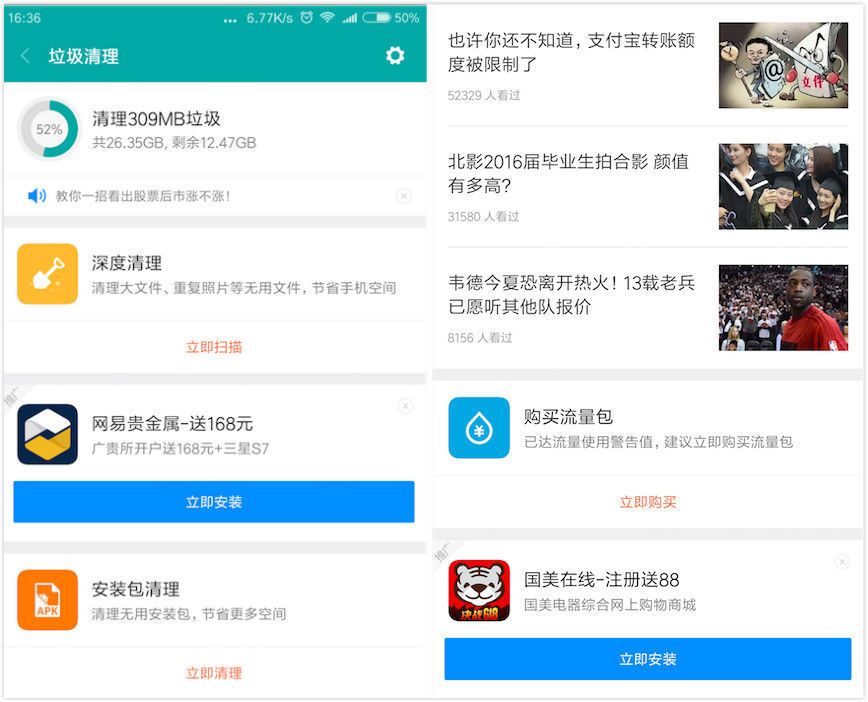 16:36
... 6.77K/s 50%
垃圾清理
52%
清理309MB垃圾
共26.35GB, 剩余12.47GB
教你一招看出股票后市涨不涨!
深度清理
清理大文件、重复照片等无用文件，节省手机空间
立即扫描
推广
网易贵金属-送168元
广贵所开户送168元+三星S7
立即安装
APK
安装包清理
清理无用安装包，节省更多空间
立即清理
也许你还不知道，支付宝转账额
度被限制了
52329 人看过
@
立件
北影2016届毕业生拍合影 颜值
有多高?
31580 人看过
韦德今夏恐离开热火! 13载老兵
已愿听其他队报价
8156 人看过
购买流量包
已达流量使用警告值，建议立即购买流量包
立即购买
推广
决战618
国美在线-注册送88
国美电器综合网上购物商城
立即安装